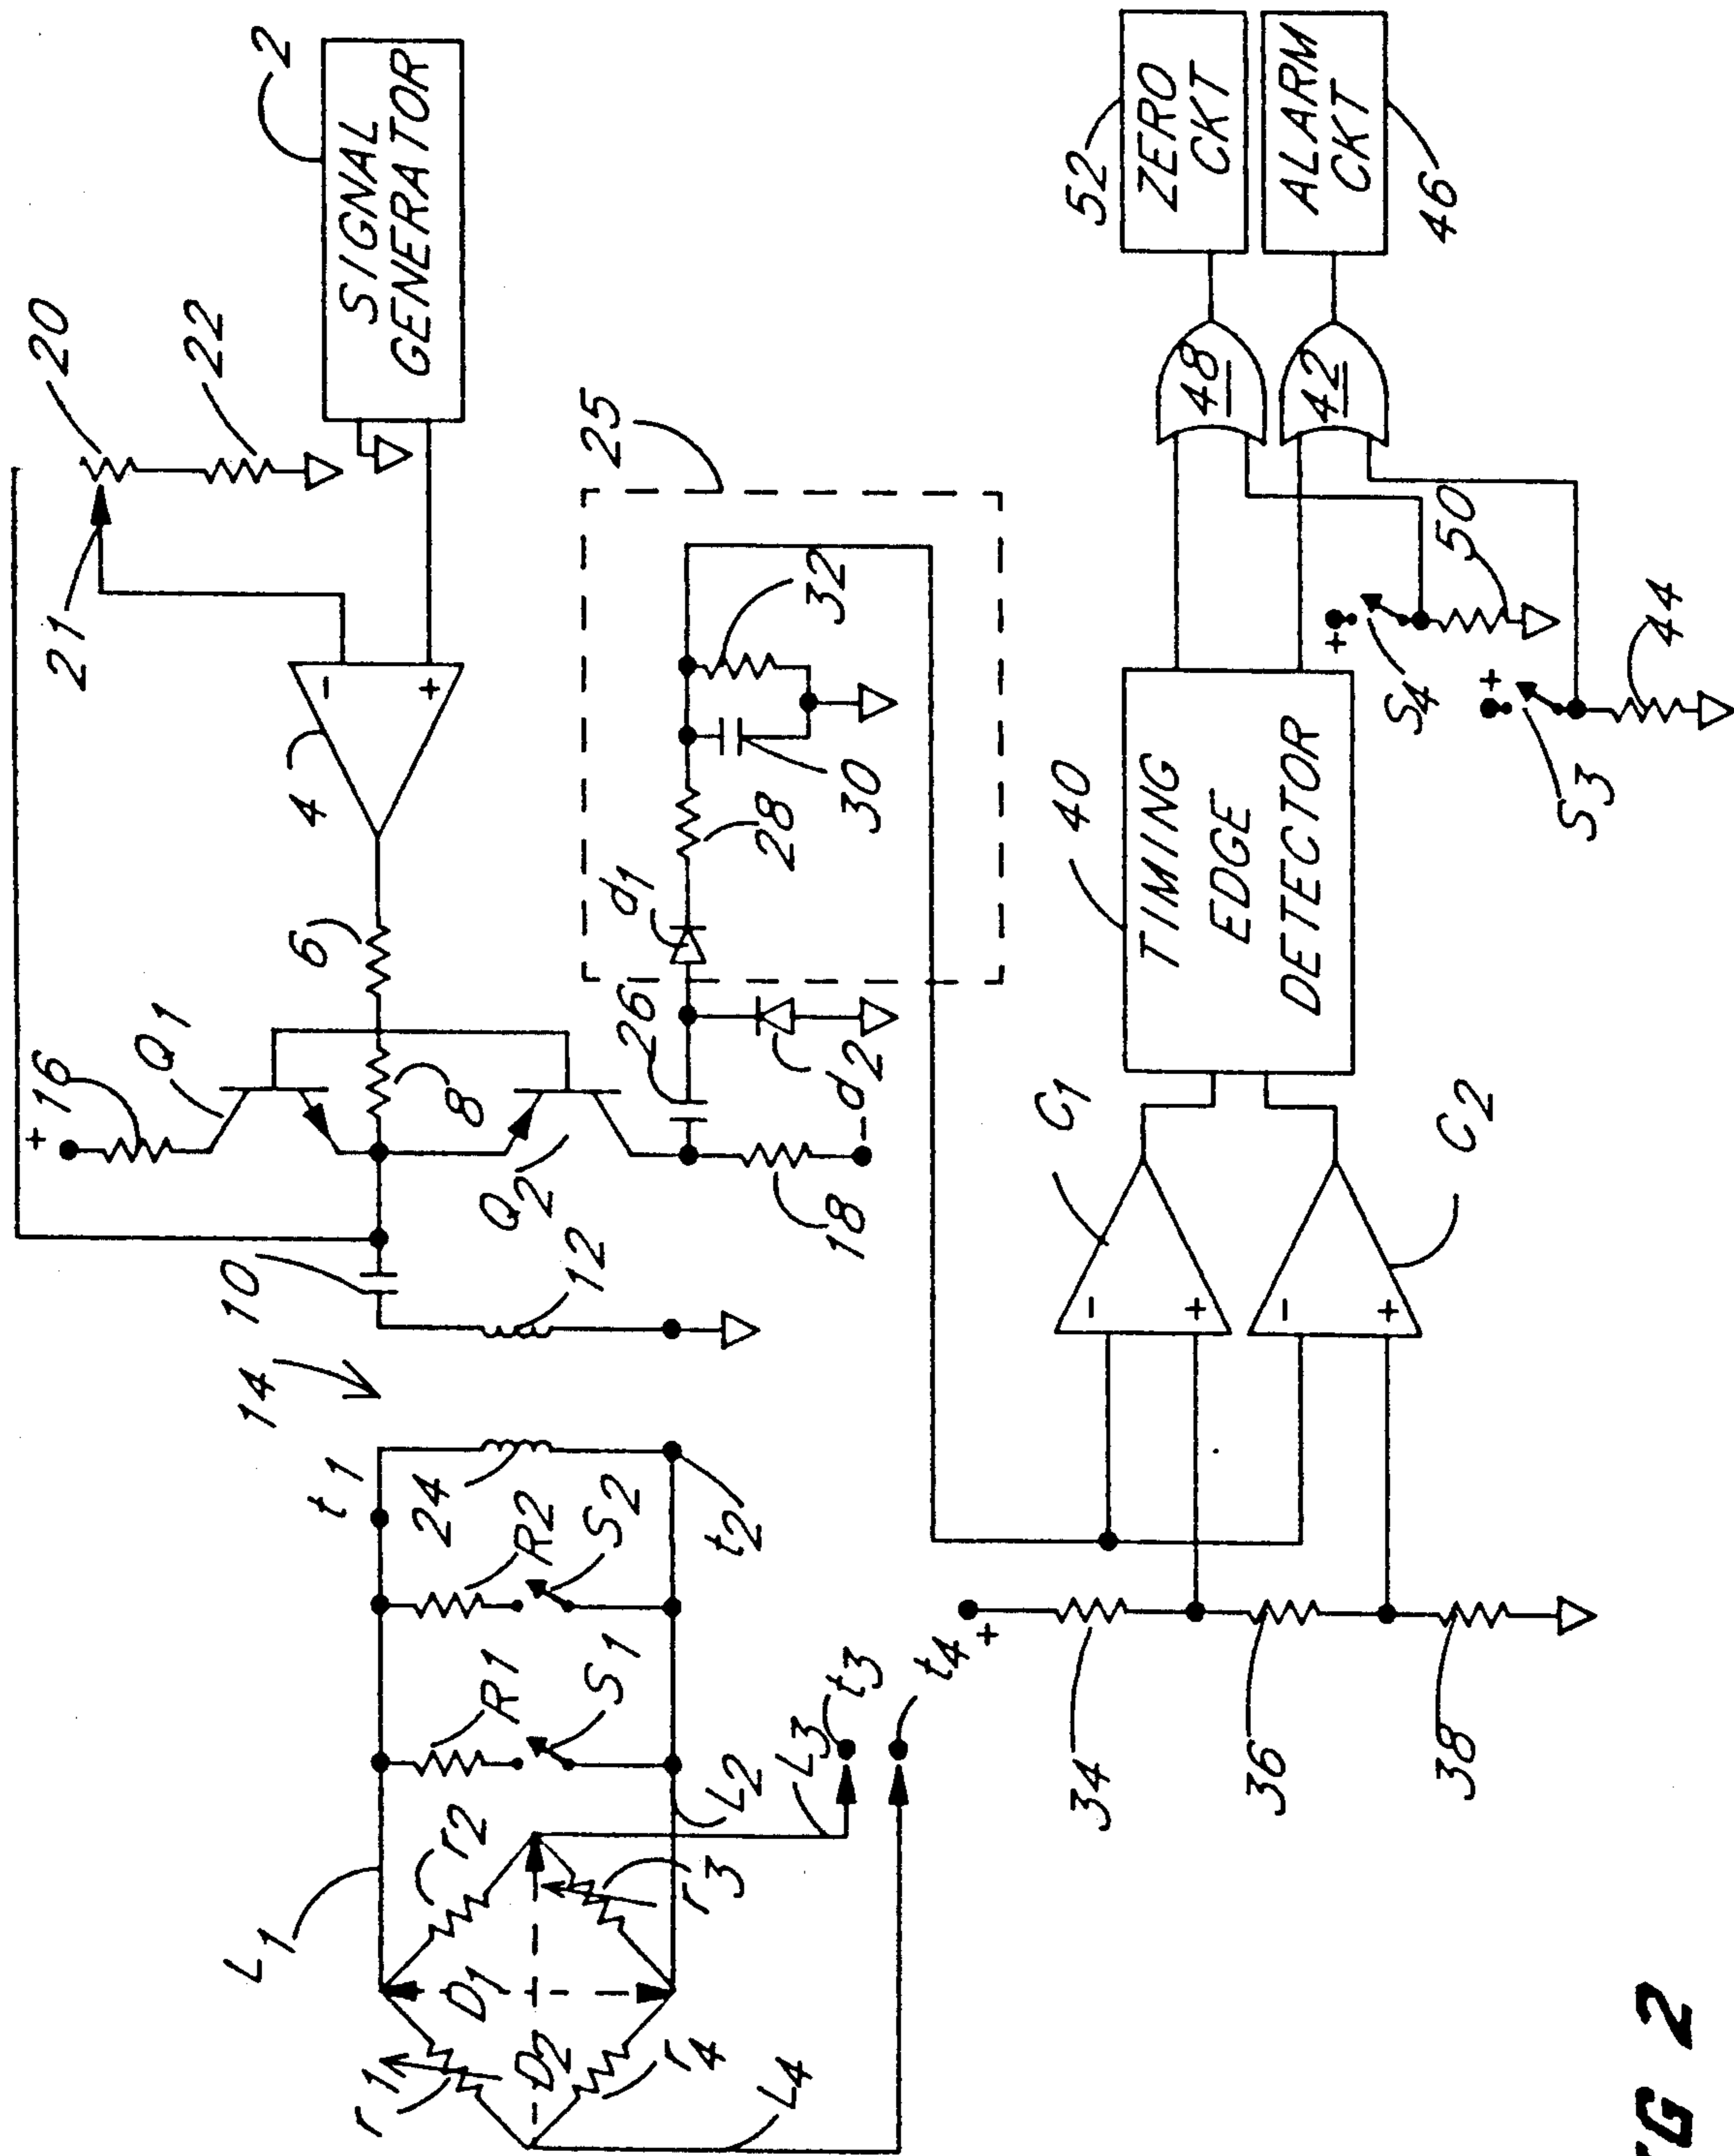 20
22
2
SIGNAL
GENERATOR
21
4
-
+
6
25
16
+
Q1
8
Q2
18
-
26
d1
d2
28
30
32
10
12
14
t1
24
t2
R2
S2
R1
S1
L1
L2
L3
t3
t4
L4
r1
r2
r3
r4
D1
D2
+
34
36
38
C1
-
+
C2
-
+
40
TIMING
EDGE
DETECTOR
S4
+
50
S3
+
44
48
42
52
ZERO
CKT
ALARM
CKT
46
IG 2